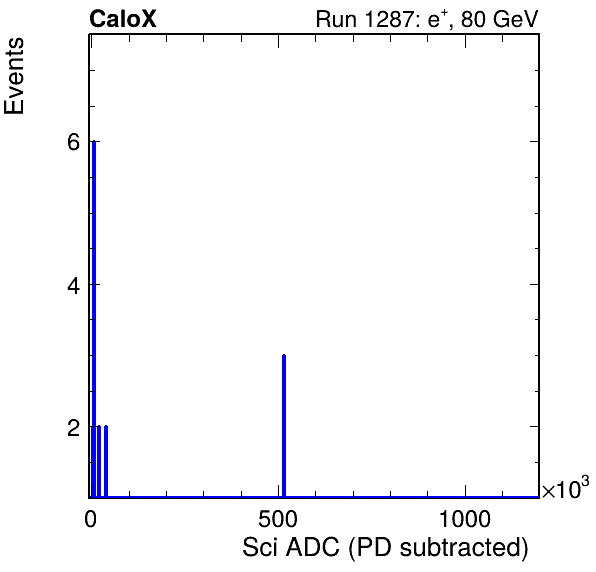 CaloX Run 1287: e⁺, 80 GeV
Events
6
4
2
0 500 1000 ×10³
Sci ADC (PD subtracted)